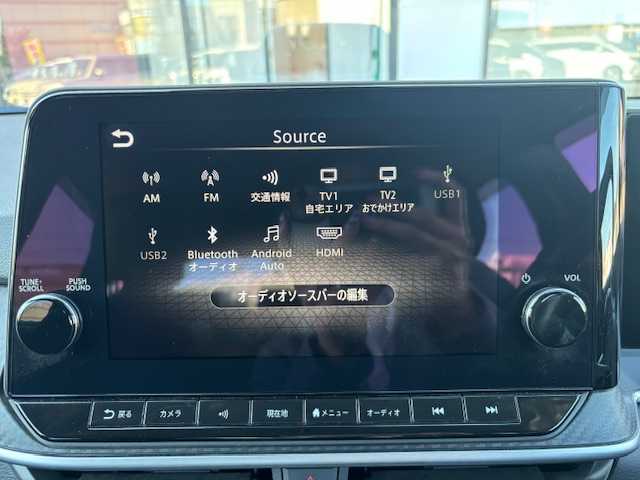 Source
AM
FM
交通情報
TV1
自宅エリア
TV2
おでかけエリア
USB1
USB2
Bluetooth
オーディオ
Android
Auto
HDMI
オーディオソースバーの編集
TUNE·
SCROLL
PUSH
SOUND
VOL
戻る
カメラ
現在地
メニュー
オーディオ